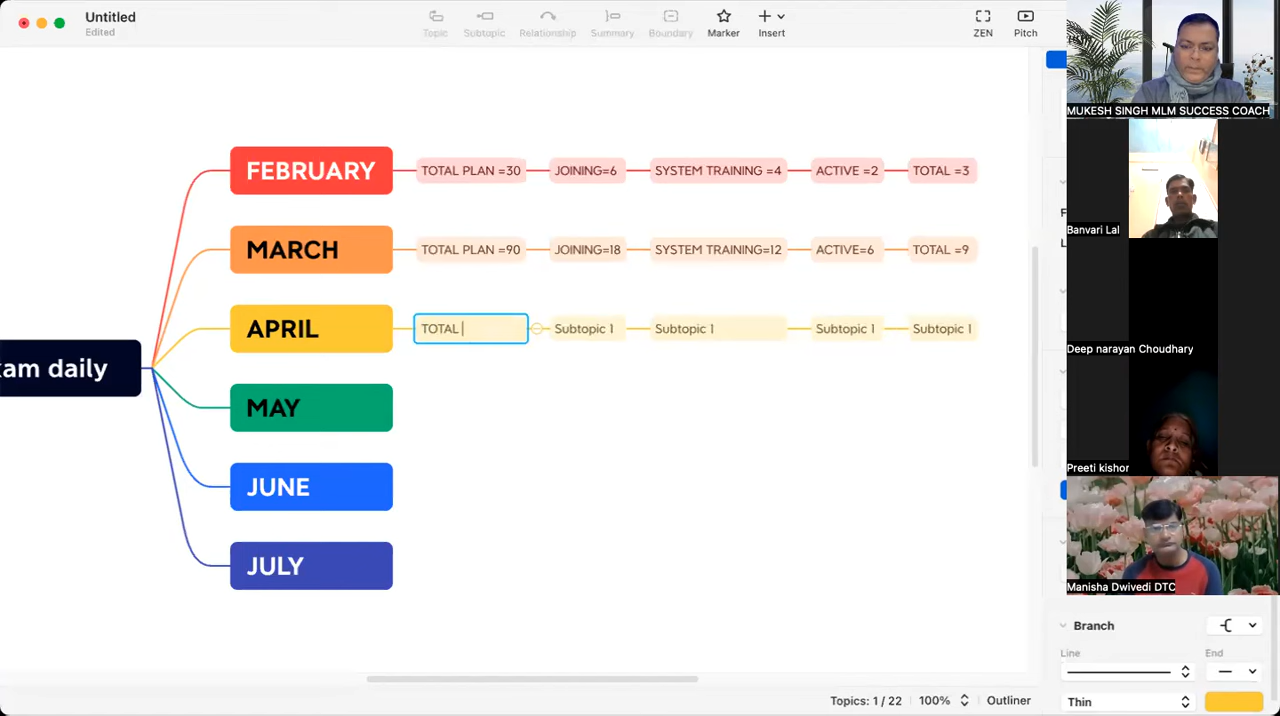 Untitled
Edited
Topic
Subtopic
Relationship
Summary
Boundary
Marker
Insert
ZEN
Pitch
MUKESH SINGH MLM SUCCESS COACH
FEBRUARY
TOTAL PLAN =30
JOINING=6
SYSTEM TRAINING =4
ACTIVE =2
TOTAL =3
Banvari Lal
MARCH
TOTAL PLAN =90
JOINING=18
SYSTEM TRAINING=12
ACTIVE=6
TOTAL =9
APRIL
TOTAL
Subtopic 1
Subtopic 1
Subtopic 1
Subtopic 1
Deep narayan Choudhary
am daily
MAY
Preeti kishor
JUNE
JULY
Manisha Dwivedi DTC
Branch
Line
End
Thin
Topics: 1 / 22
100%
Outliner